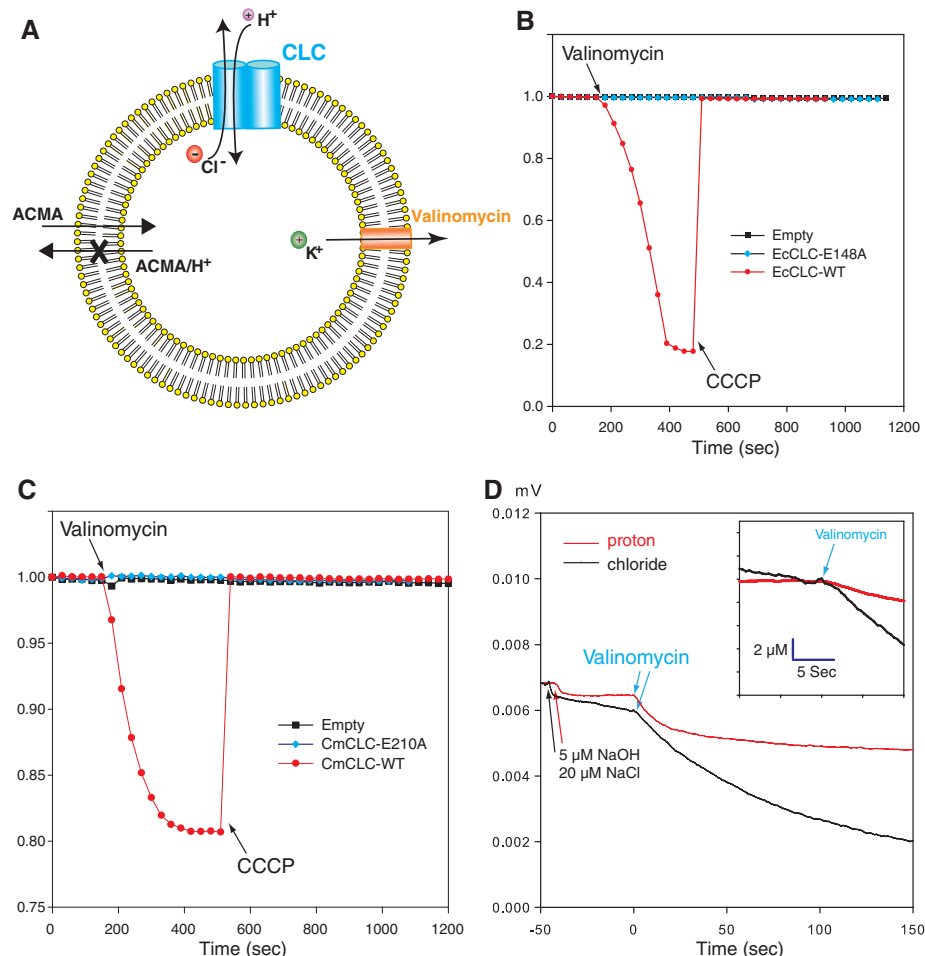 A
H+
CLC
Cl-
ACMA
ACMA/H+
K+
Valinomycin
B
Valinomycin
1.0
0.8
0.6
0.4
0.2
0.0
Empty
EcCLC-E148A
EcCLC-WT
CCCP
0 200 400 600 800 1000 1200
Time (sec)
C
Valinomycin
1.00
0.95
0.90
0.85
0.80
0.75
Empty
CmCLC-E210A
CmCLC-WT
CCCP
0 200 400 600 800 1000 1200
Time (sec)
D mV
0.012
0.010
0.008
0.006
0.004
0.002
0.000
proton
chloride
Valinomycin
2 µM
5 Sec
Valinomycin
5 µM NaOH
20 µM NaCl
-50 0 50 100 150
Time (sec)